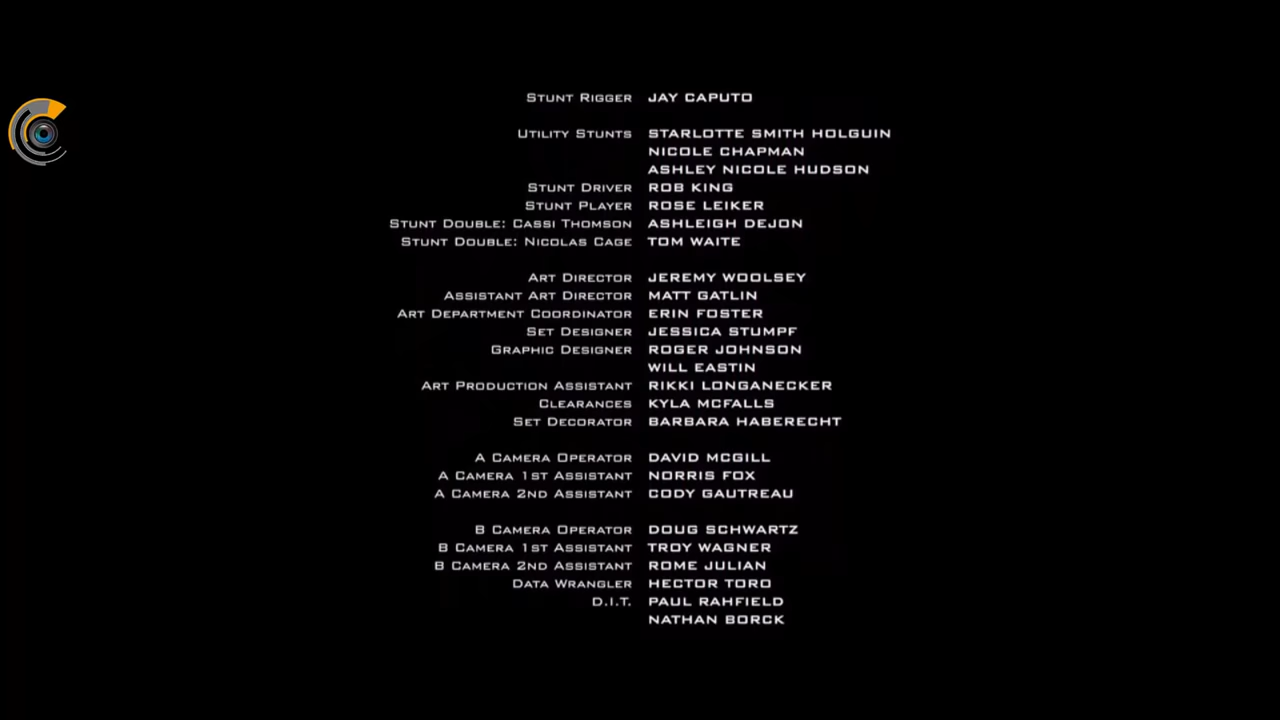 Stunt Rigger JAY CAPUTO
Utility Stunts STARLOTTE SMITH HOLGUIN
NICOLE CHAPMAN
ASHLEY NICOLE HUDSON
Stunt Driver ROB KING
Stunt Player ROSE LEIKER
Stunt Double: Cassi Thomson ASHLEIGH DEJON
Stunt Double: Nicolas Cage TOM WAITE
Art Director JEREMY WOOLSEY
Assistant Art Director MATT GATLIN
Art Department Coordinator ERIN FOSTER
Set Designer JESSICA STUMPF
Graphic Designer ROGER JOHNSON
WILL EASTIN
Art Production Assistant RIKKI LONGANECKER
Clearances KYLA MCFALLS
Set Decorator BARBARA HABERECHT
A Camera Operator DAVID MCGILL
A Camera 1st Assistant NORRIS FOX
A Camera 2nd Assistant CODY GAUTREAU
B Camera Operator DOUG SCHWARTZ
B Camera 1st Assistant TROY WAGNER
B Camera 2nd Assistant ROME JULIAN
Data Wrangler HECTOR TORO
D.I.T. PAUL RAHFIELD
NATHAN BORCK